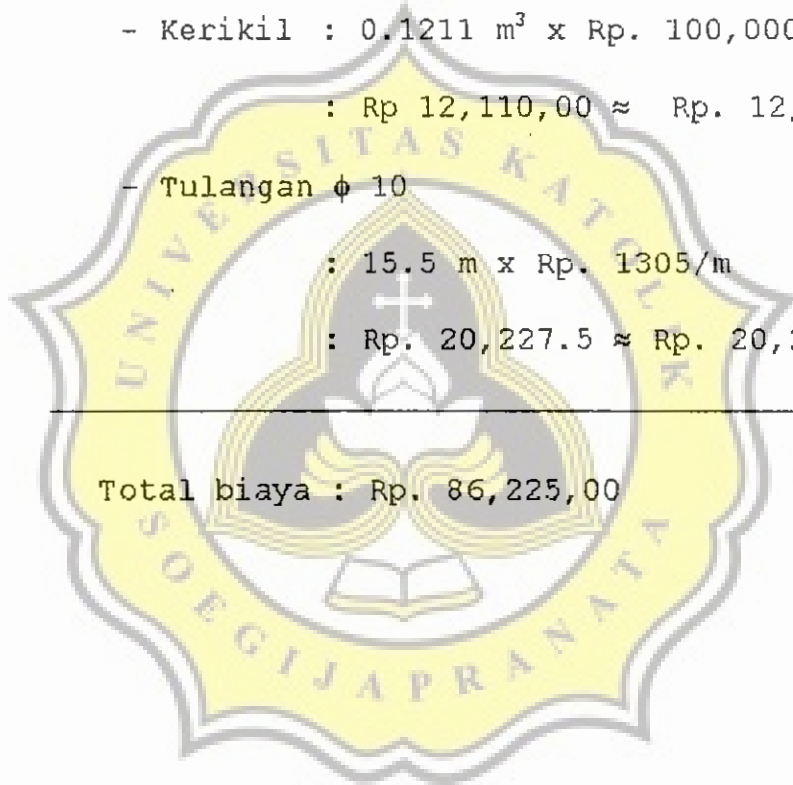 - Kerikil : 0.1211 m³ x Rp. 100,000
: Rp 12,110,00 ≈ Rp. 12,
- Tulangan ϕ 10
: 15.5 m x Rp. 1305/m
: Rp. 20,227.5 ≈ Rp. 20,
Total biaya : Rp. 86,225,00
UNIVERSITAS KATOLIK
SOEGIJAPRANATA